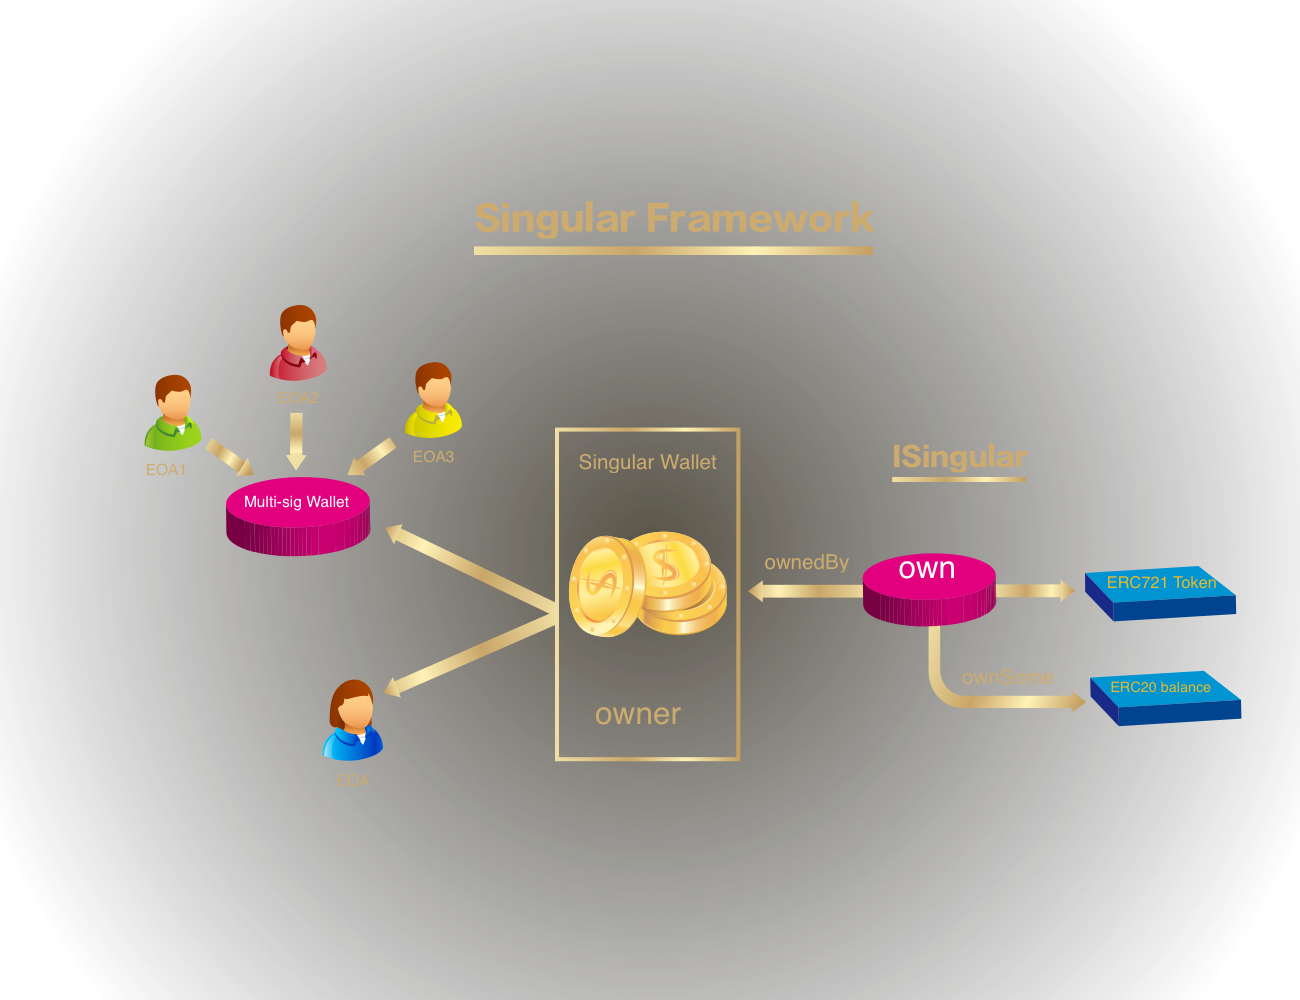 Singular Framework
EOA2
EOA1
EOA3
Multi-sig Wallet
Singular Wallet
owner
EOA
ISingular
ownedBy
own
ERC721 Token
ownSome
ERC20 balance